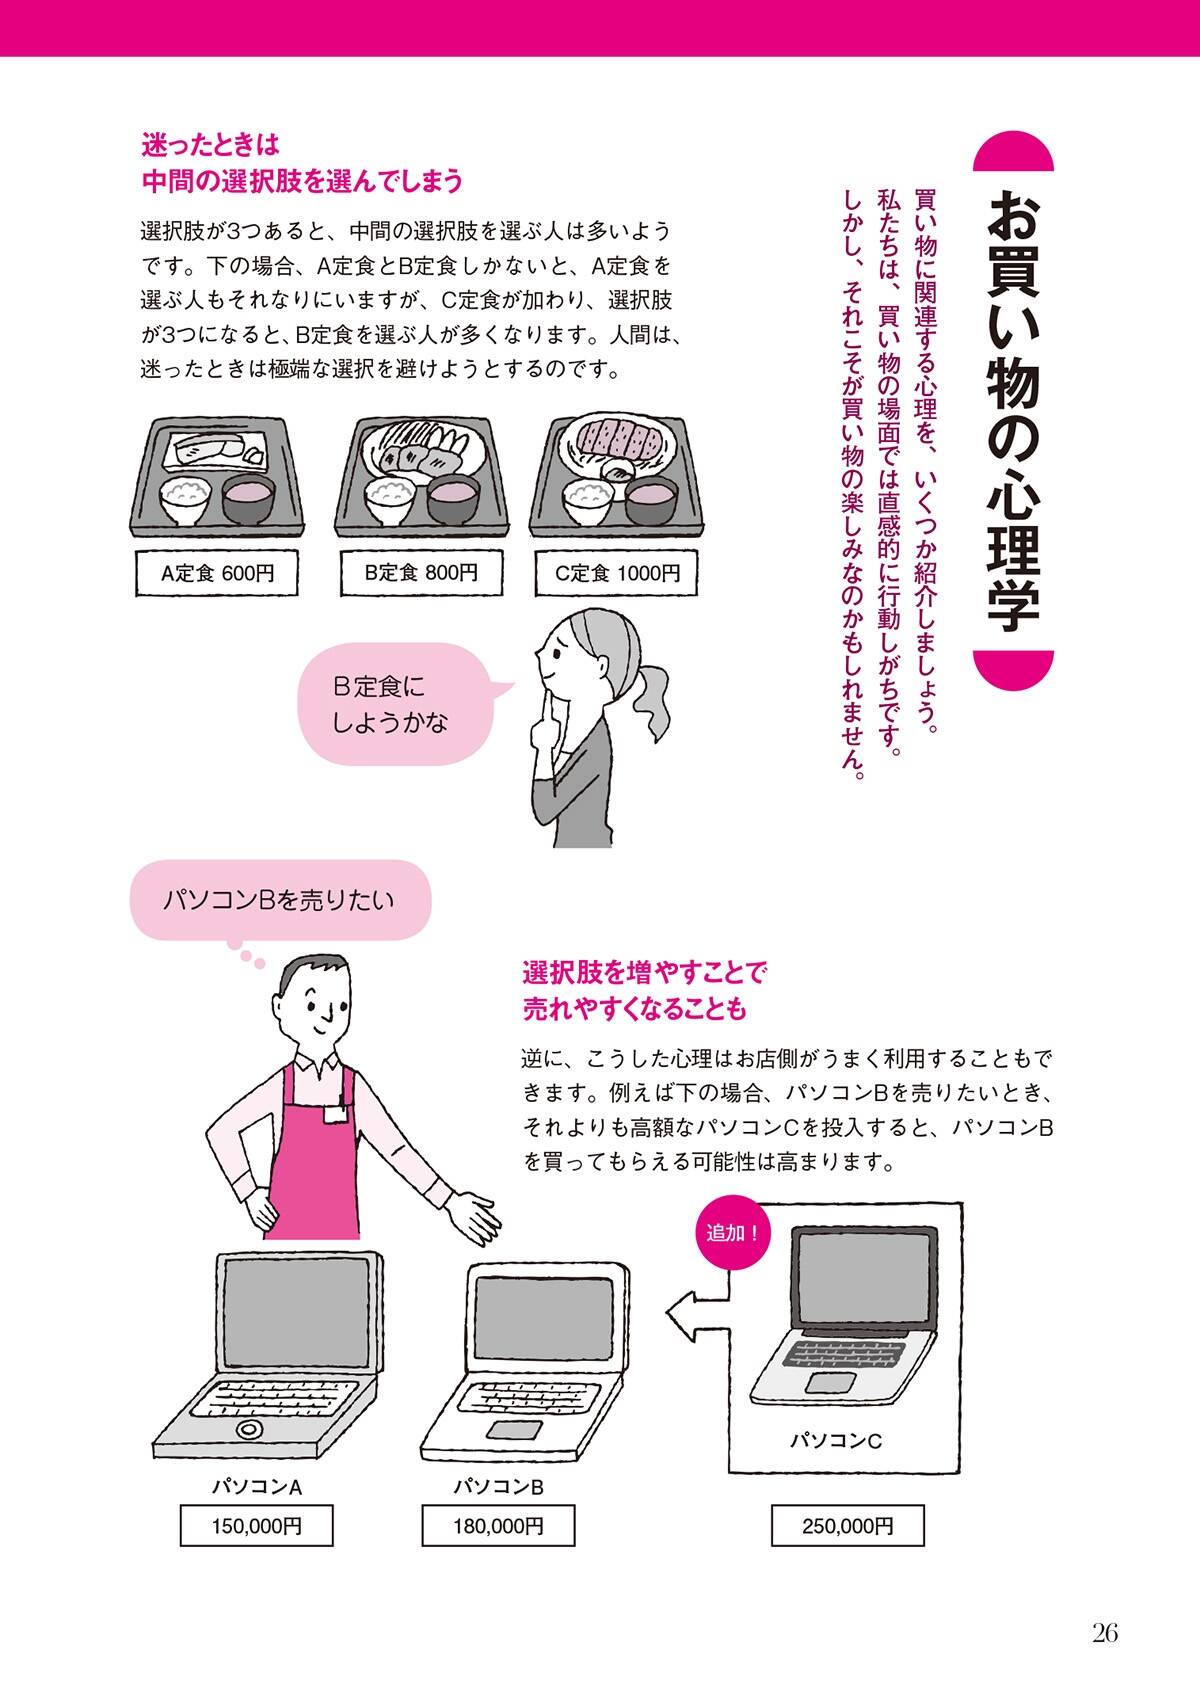 お買い物の心理学
買い物に関連する心理を、いくつか紹介しましょう。
私たちは、買い物の場面では直感的に行動しがちです。
しかし、それこそが買い物の楽しみなのかもしれません。
迷ったときは
中間の選択肢を選んでしまう
選択肢が3つあると、中間の選択肢を選ぶ人は多いよう
です。下の場合、A定食とB定食しかないと、A定食を
選ぶ人もそれなりにいますが、C定食が加わり、選択肢
が3つになると、B定食を選ぶ人が多くなります。人間は、
迷ったときは極端な選択を避けようとするのです。
A定食 600円
B定食 800円
C定食 1000円
B定食に
しようかな
パソコンBを売りたい
選択肢を増やすことで
売れやすくなることも
逆に、こうした心理はお店側がうまく利用することもで
きます。例えば下の場合、パソコンBを売りたいとき、
それよりも高額なパソコンCを投入すると、パソコンB
を買ってもらえる可能性は高まります。
追加！
パソコンA
150,000円
パソコンB
180,000円
パソコンC
250,000円
26